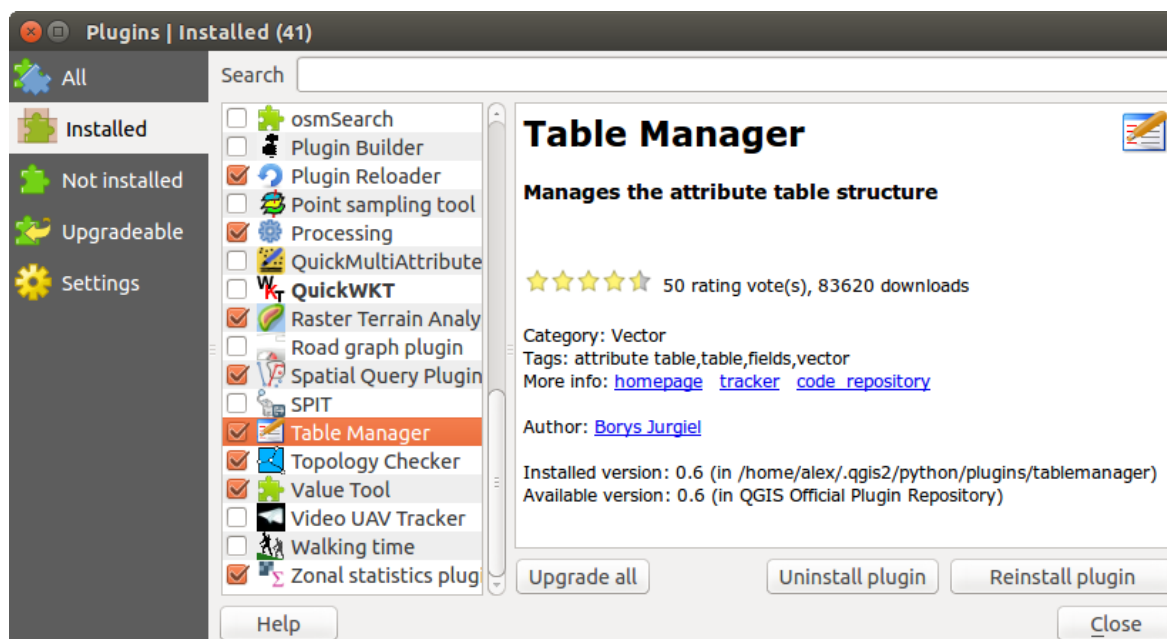 Plugins | Installed (41)
All
Installed
Not installed
Upgradeable
Settings
Search
osmSearch
Plugin Builder
Plugin Reloader
Point sampling tool
Processing
QuickMultiAttribute
WKT QuickWKT
Raster Terrain Analy
Road graph plugin
Spatial Query Plugin
SPIT
Table Manager
Topology Checker
Value Tool
Video UAV Tracker
Walking time
Σ Zonal statistics plug
Table Manager
Manages the attribute table structure
50 rating vote(s), 83620 downloads
Category: Vector
Tags: attribute table,table,fields,vector
More info: homepage tracker code repository
Author: Borys Jurgiel
Installed version: 0.6 (in /home/alex/.qgis2/python/plugins/tablemanager)
Available version: 0.6 (in QGIS Official Plugin Repository)
Upgrade all
Uninstall plugin
Reinstall plugin
Help
Close